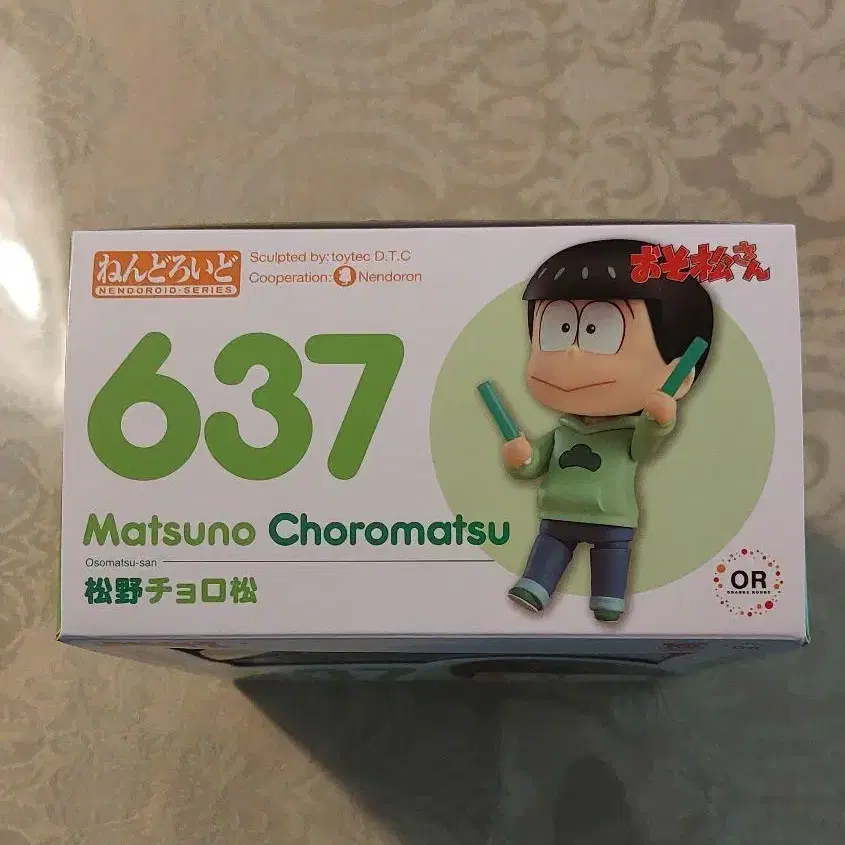 ねんどろいど
NENDOROID-SERIES
Sculpted by: toytec D.T.C
Cooperation: Nendoron
おそ松さん
637
Matsuno Choromatsu
Osomatsu-san
松野チョロ松
OR
ORANGE ROUGE